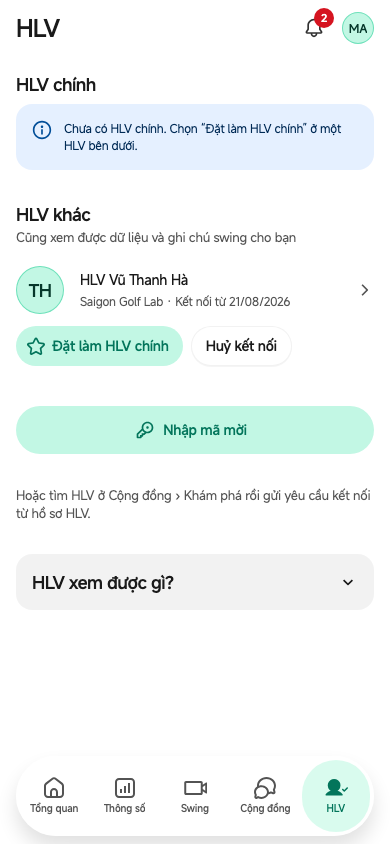 HLV
2
MA
HLV chính
Chưa có HLV chính. Chọn "Đặt làm HLV chính" ở một
HLV bên dưới.
HLV khác
Cũng xem được dữ liệu và ghi chú swing cho bạn
TH
HLV Vũ Thanh Hà
Saigon Golf Lab · Kết nối từ 21/08/2026
Đặt làm HLV chính
Huỷ kết nối
Nhập mã mời
Hoặc tìm HLV ở Cộng đồng › Khám phá rồi gửi yêu cầu kết nối
từ hồ sơ HLV.
HLV xem được gì?
Tổng quan
Thông số
Swing
Cộng đồng
HLV